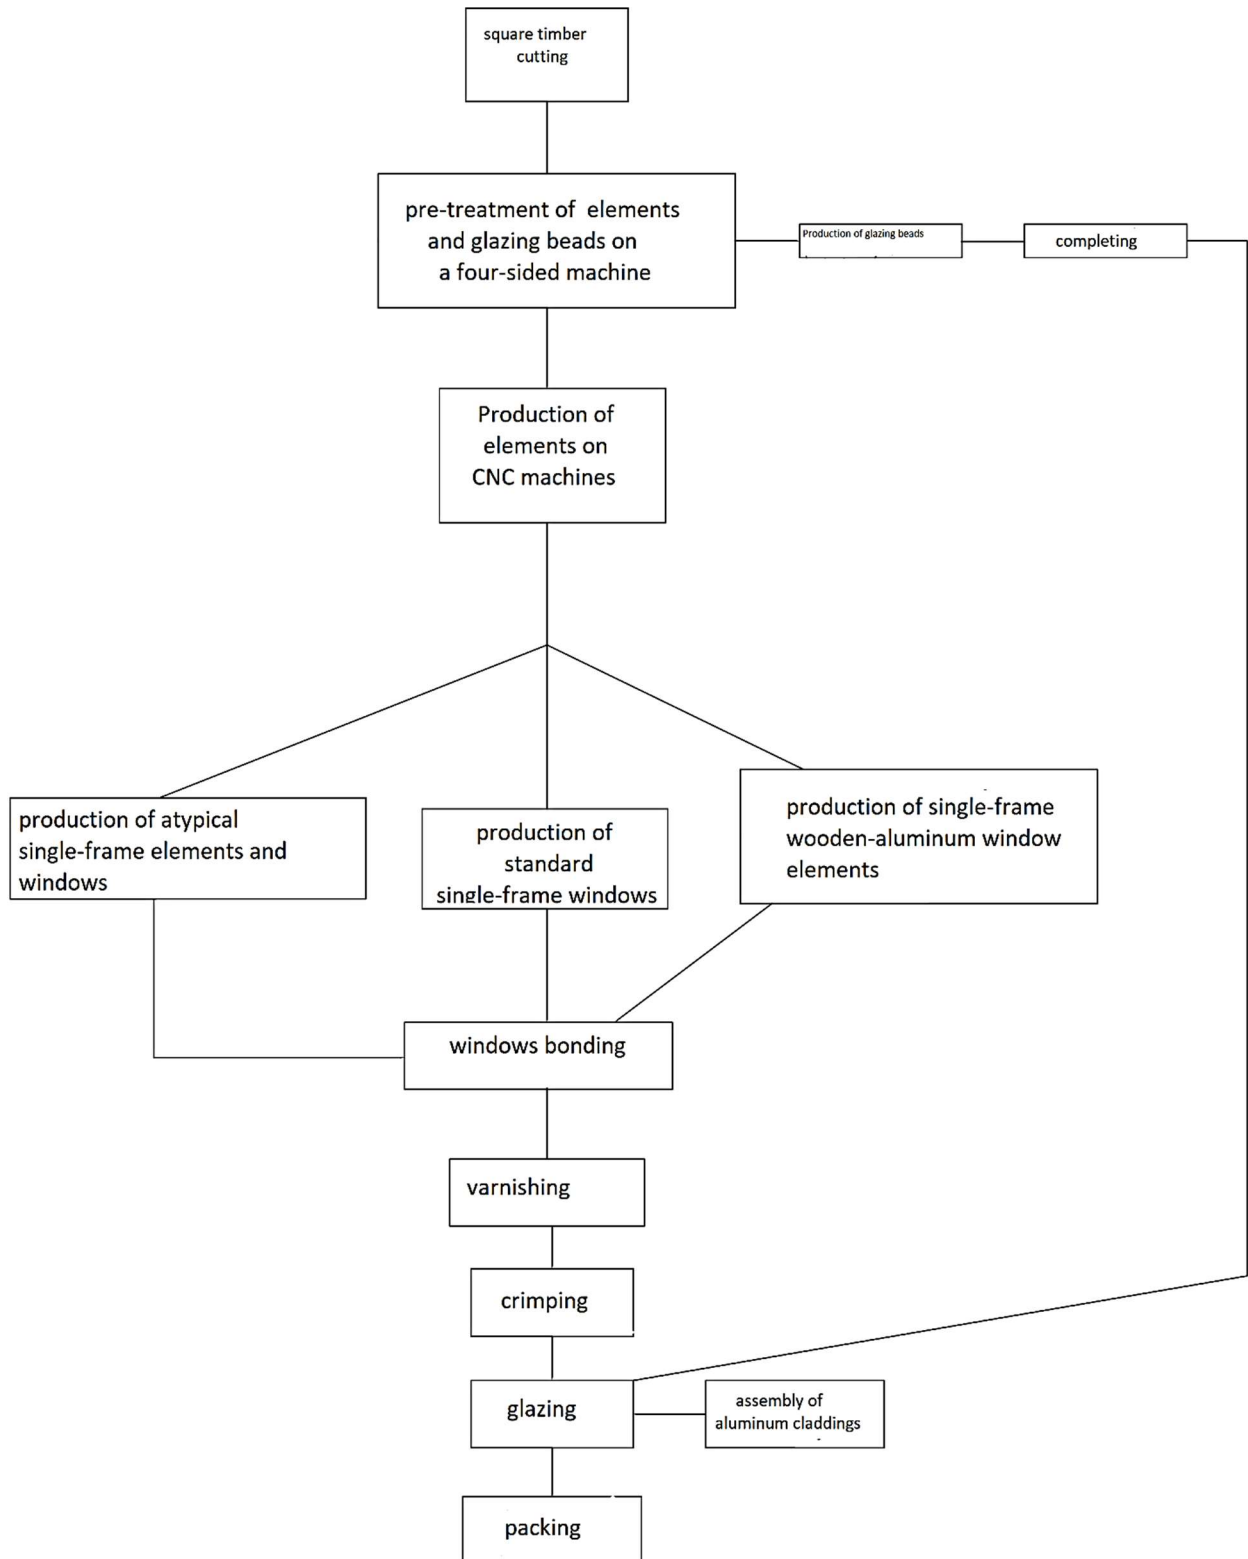 square timber
cutting
pre-treatment of elements
and glazing beads on
a four-sided machine
Production of glazing beads
completing
Production of
elements on
CNC machines
production of atypical
single-frame elements and
windows
production of
standard
single-frame windows
production of single-frame
wooden-aluminum window
elements
windows bonding
varnishing
crimping
glazing
assembly of
aluminum claddings
packing